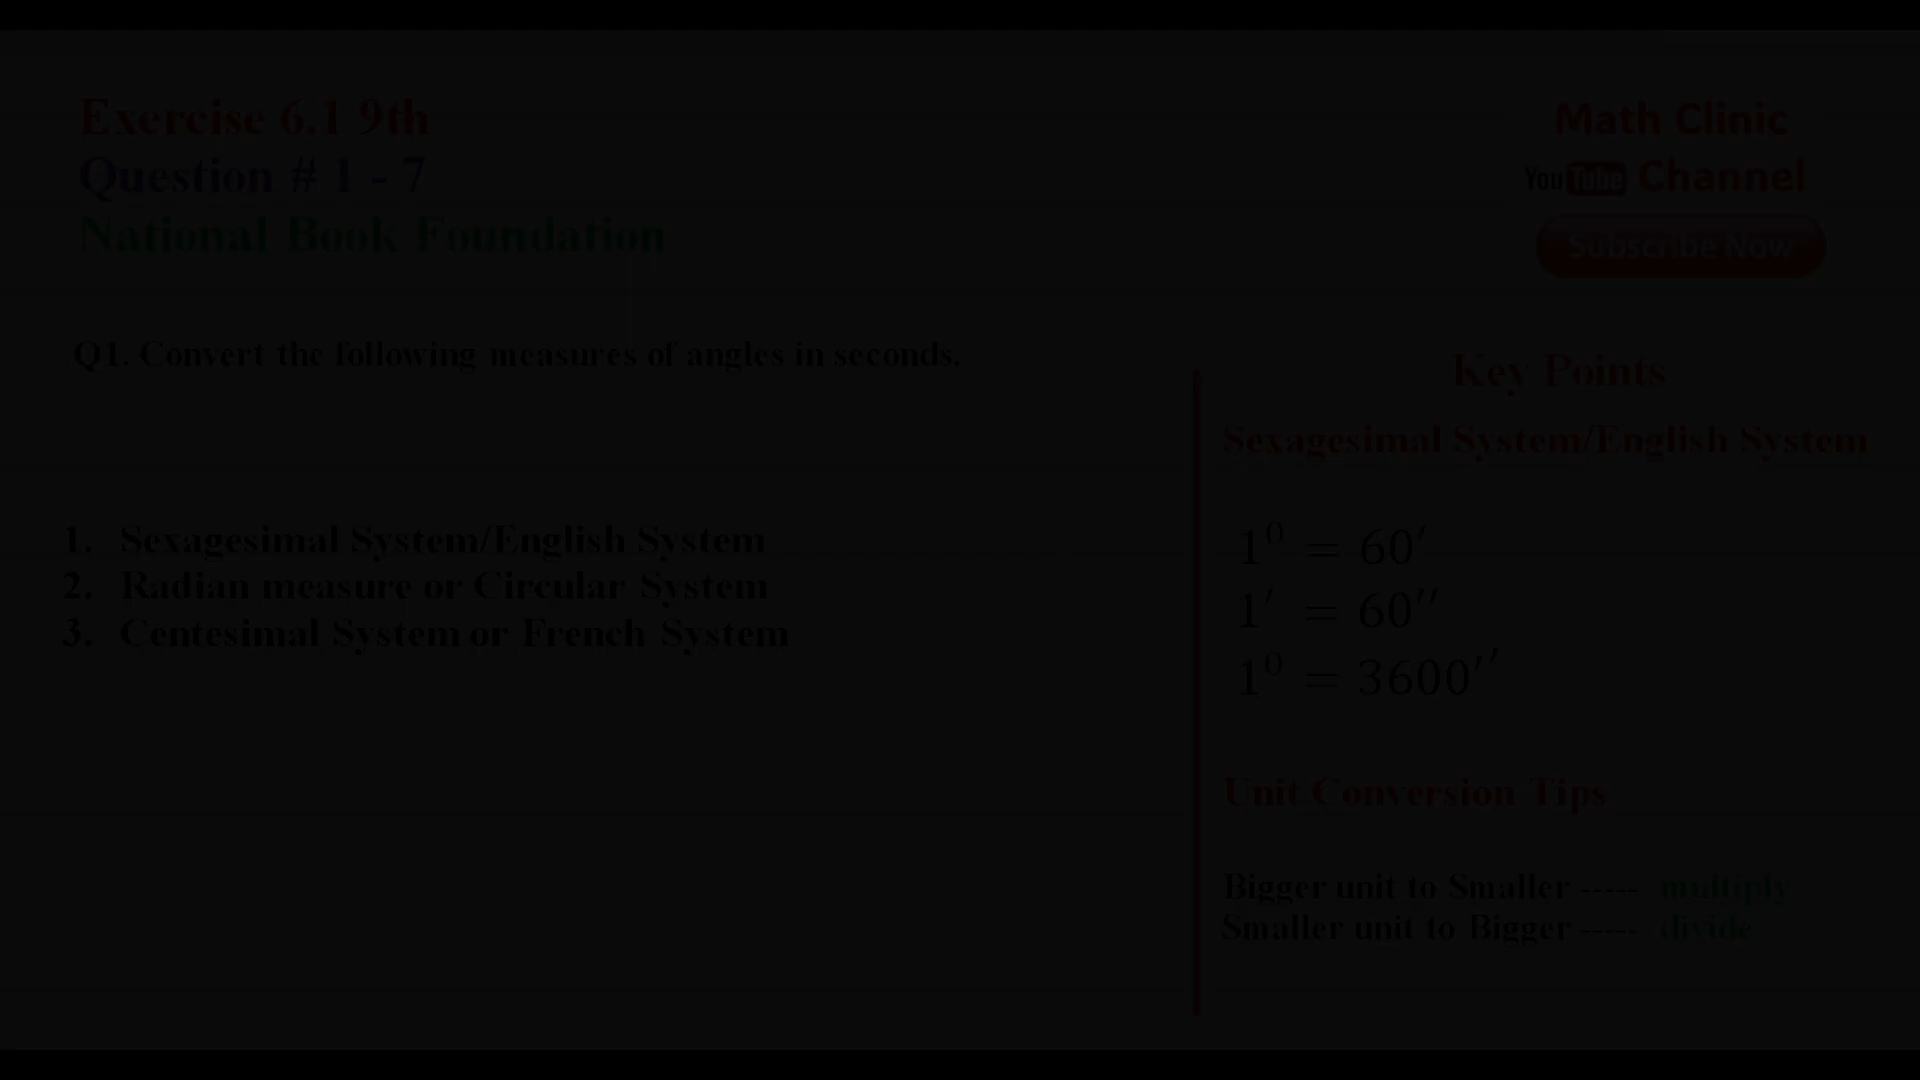 Exercise 6.1 9th
Question # 1 - 7
National Book Foundation
Math Clinic
YouTube Channel
Subscribe Now
Q1. Convert the following measures of angles in seconds.
1. Sexagesimal System/English System
2. Radian measure or Circular System
3. Centesimal System or French System
Key Points
Sexagesimal System/English System
1⁰ = 60′
1′ = 60′′
1⁰ = 3600′′
Unit Conversion Tips
Bigger unit to Smaller ----- multiply
Smaller unit to Bigger ----- divide